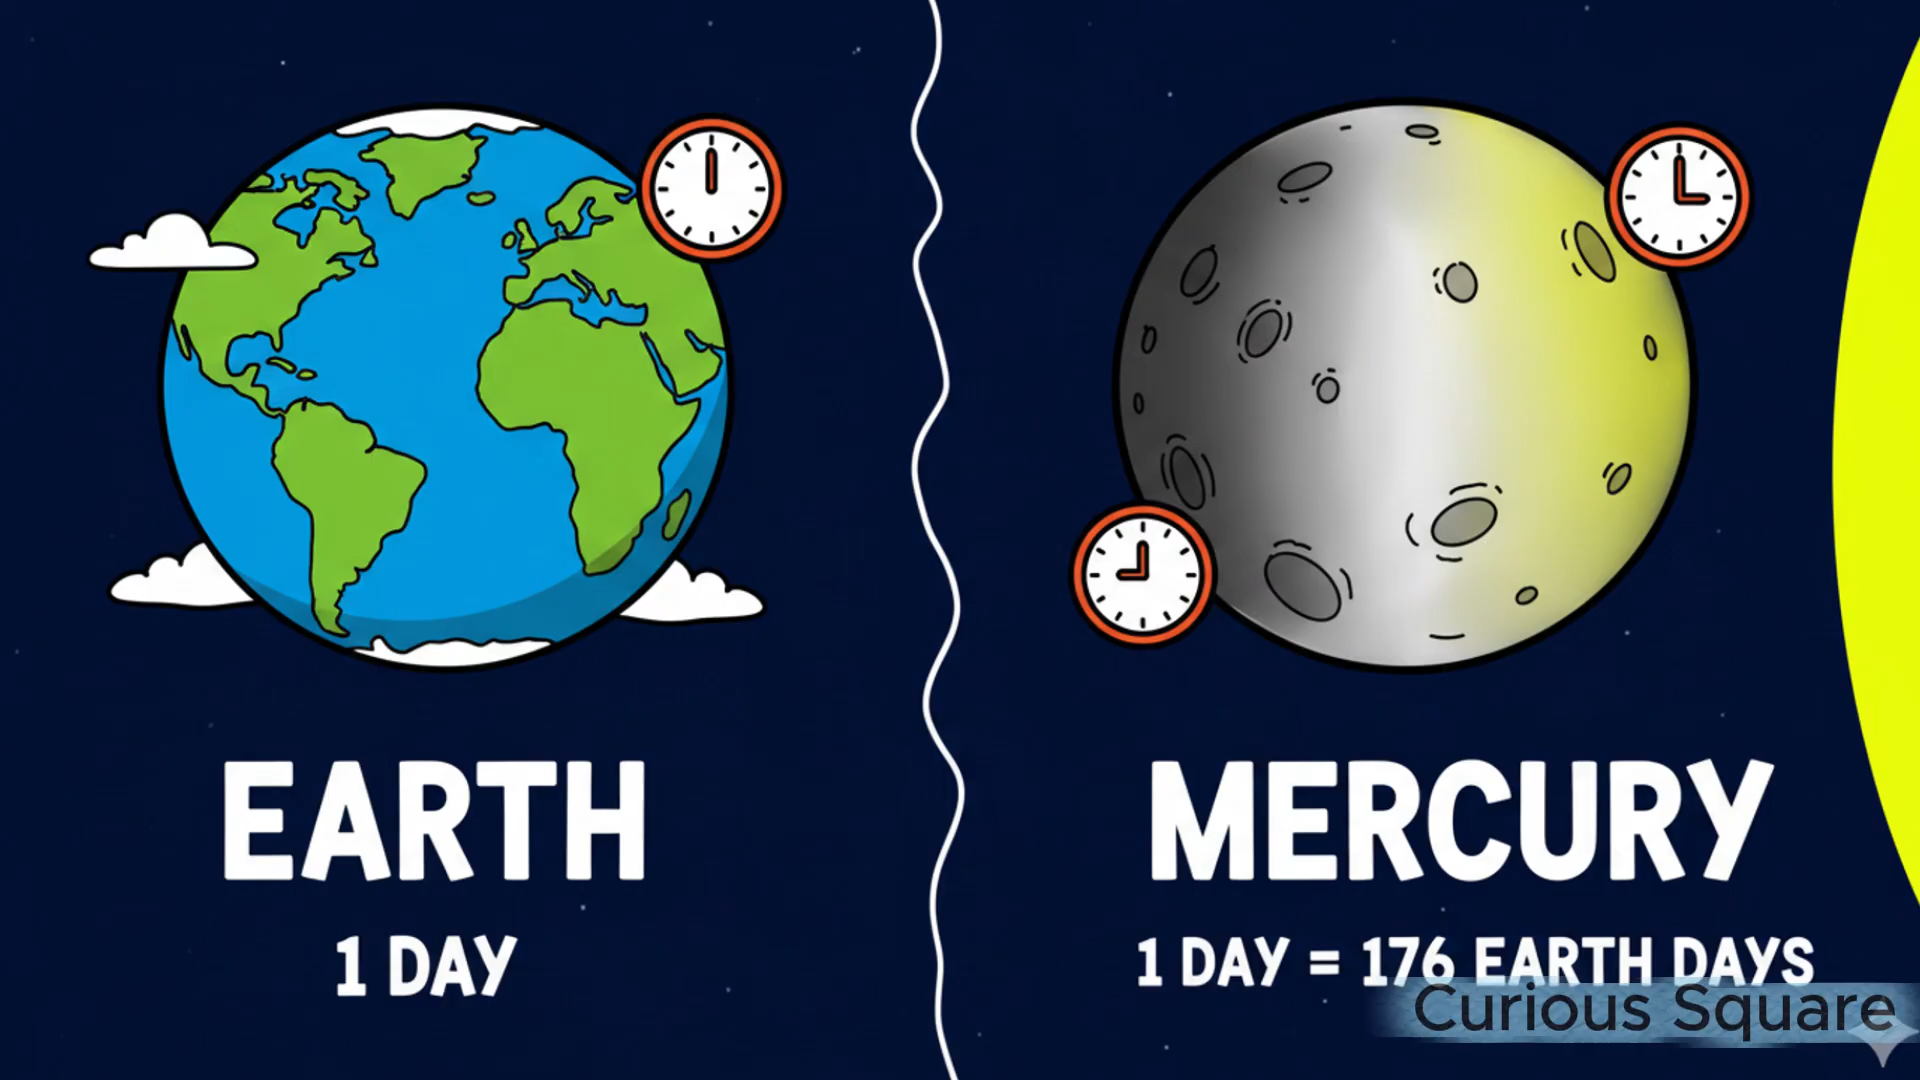 EARTH
1 DAY
MERCURY
1 DAY = 176 EARTH DAYS
Curious Square